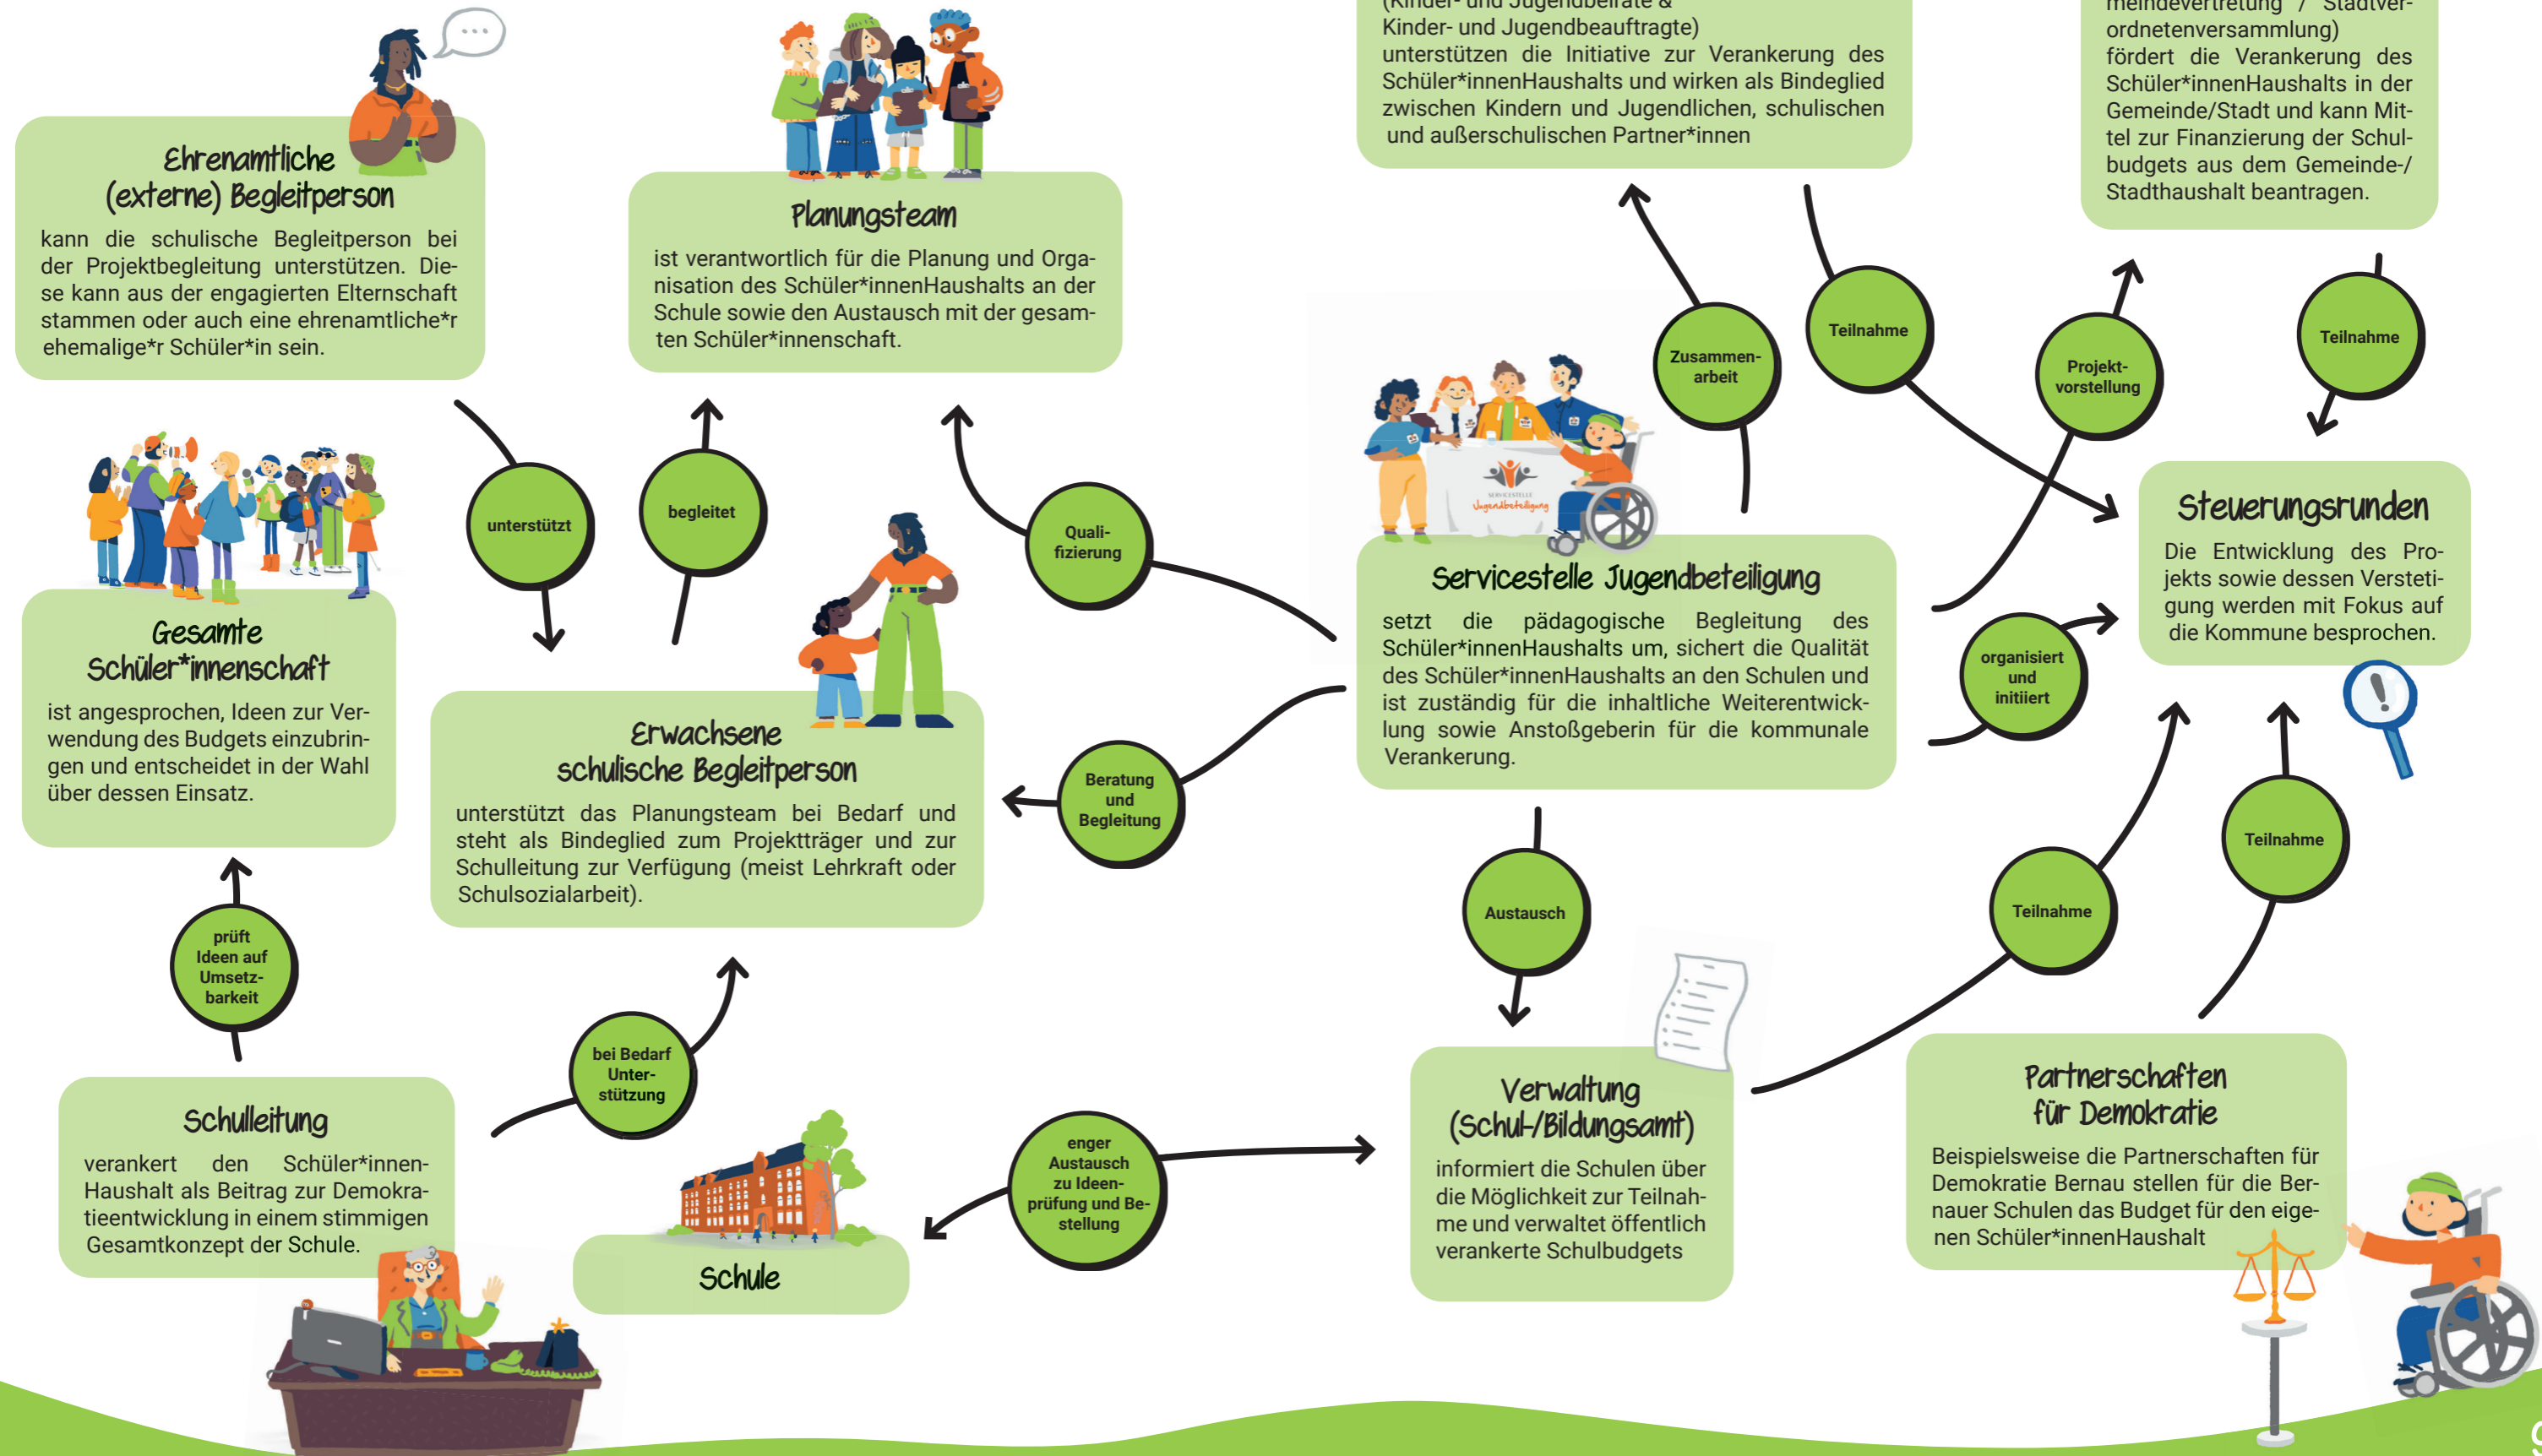 (Kinder- und Jugendbeiräte &
Kinder- und Jugendbeauftragte)
unterstützen die Initiative zur Verankerung des
Schüler*innenHaushalts und wirken als Bindeglied
zwischen Kindern und Jugendlichen, schulischen
und außerschulischen Partner*innen
meindevertretung / Stadtver-
ordnetenversammlung)
fördert die Verankerung des
Schüler*innenHaushalts in der
Gemeinde/Stadt und kann Mit-
tel zur Finanzierung der Schul-
budgets aus dem Gemeinde-/
Stadthaushalt beantragen.
Ehrenamtliche
(externe) Begleitperson
kann die schulische Begleitperson bei
der Projektbegleitung unterstützen. Die-
se kann aus der engagierten Elternschaft
stammen oder auch eine ehrenamtliche*r
ehemalige*r Schüler*in sein.
Planungsteam
ist verantwortlich für die Planung und Orga-
nisation des Schüler*innenHaushalts an der
Schule sowie den Austausch mit der gesam-
ten Schüler*innenschaft.
Zusammen-
arbeit
Teilnahme
Projekt-
vorstellung
Teilnahme
unterstützt
begleitet
Quali-
fizierung
SERVICESTELLE
Jugendbeteiligung
Steuerungsrunden
Die Entwicklung des Pro-
jekts sowie dessen Versteti-
gung werden mit Fokus auf
die Kommune besprochen.
Gesamte
Schüler*innenschaft
ist angesprochen, Ideen zur Ver-
wendung des Budgets einzubrin-
gen und entscheidet in der Wahl
über dessen Einsatz.
Erwachsene
schulische Begleitperson
unterstützt das Planungsteam bei Bedarf und
steht als Bindeglied zum Projektträger und zur
Schulleitung zur Verfügung (meist Lehrkraft oder
Schulsozialarbeit).
Servicestelle Jugendbeteiligung
setzt die pädagogische Begleitung des
Schüler*innenHaushalts um, sichert die Qualität
des Schüler*innenHaushalts an den Schulen und
ist zuständig für die inhaltliche Weiterentwick-
lung sowie Anstoßgeberin für die kommunale
Verankerung.
organisiert
und
initiiert
Beratung
und
Begleitung
Austausch
Teilnahme
Teilnahme
prüft
Ideen auf
Umsetz-
barkeit
bei Bedarf
Unter-
stützung
Schulleitung
verankert den Schüler*innen-
Haushalt als Beitrag zur Demokra-
tieentwicklung in einem stimmigen
Gesamtkonzept der Schule.
Schule
enger
Austausch
zu Ideen-
prüfung und Be-
stellung
Verwaltung
(Schul-/Bildungsamt)
informiert die Schulen über
die Möglichkeit zur Teilnah-
me und verwaltet öffentlich
verankerte Schulbudgets
Partnerschaften
für Demokratie
Beispielsweise die Partnerschaften für
Demokratie Bernau stellen für die Ber-
nauer Schulen das Budget für den eige-
nen Schüler*innenHaushalt